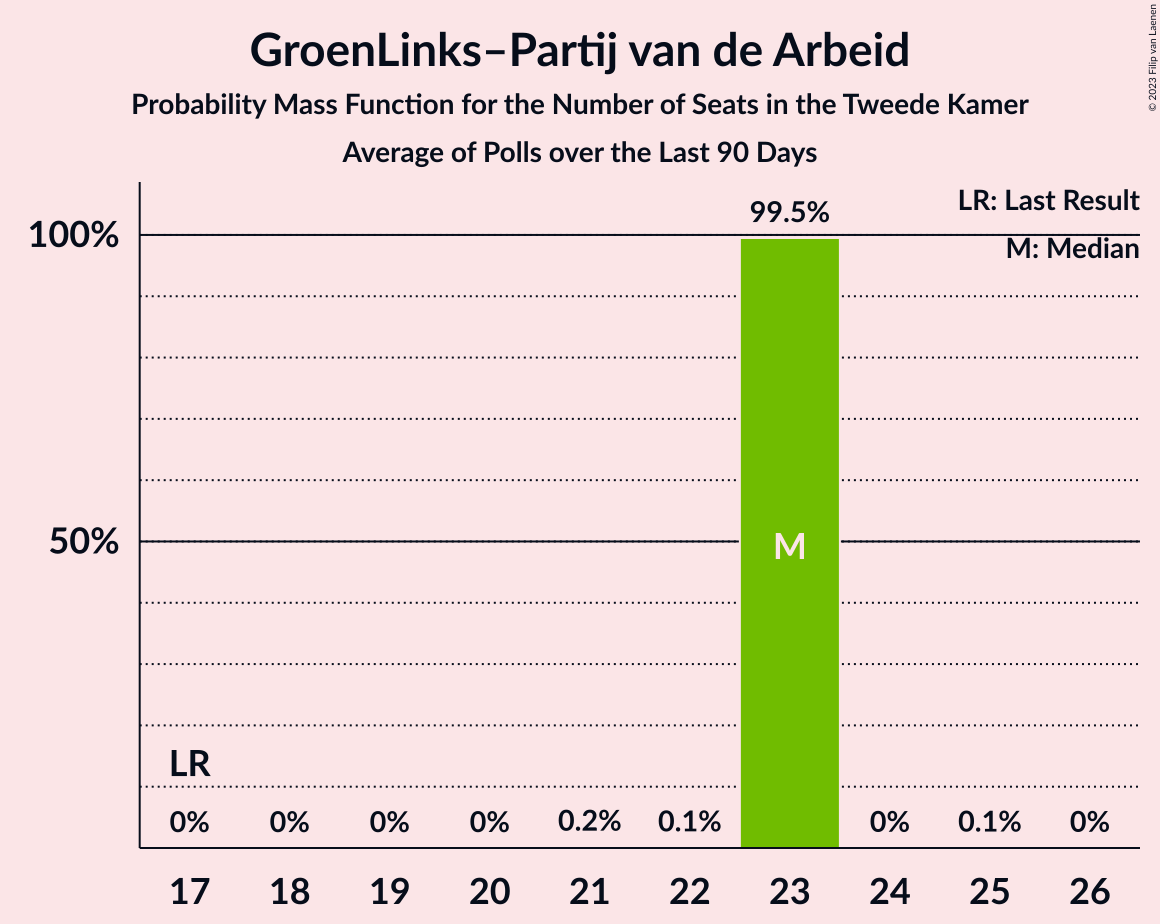 GroenLinks–Partij van de Arbeid
Probability Mass Function for the Number of Seats in the Tweede Kamer
Average of Polls over the Last 90 Days
© 2023 Filip van Laenen
LR: Last Result
M: Median
99.5%
100%
50%
M
LR
0% 0% 0% 0% 0.2% 0.1% 0% 0.1% 0%
17 18 19 20 21 22 23 24 25 26